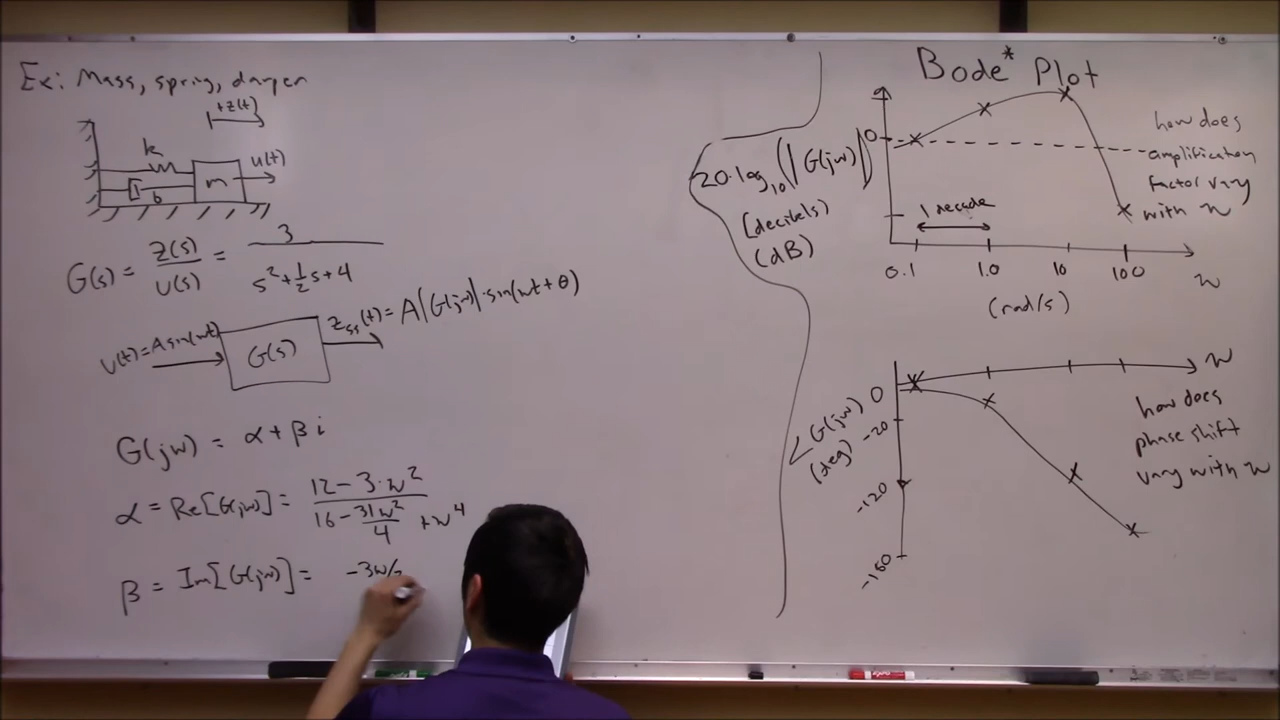 Ex: Mass, spring, damper
+z(t)
k
u(t)
m
b
G(s) = Z(s)/U(s) = 3/(s²+½s+4)
u(t)=A sin(wt)
G(s)
z_ss(t)= A|G(jw)|·sin(wt+θ)
G(jw) = α + β i
α = Re[G(jw)] = (12-3·w²)/(16-31w²/4+w⁴)
β = Im[G(jw)] = -3w/
Bode* Plot
20·log₁₀(|G(jw)|)
(decibels)
(dB)
0
1 decade
how does
amplification
factor vary
with w
0.1 1.0 10 100 w
(rad/s)
∠G(jw)
(deg)
0
-20
-120
-160
w
how does
phase shift
vary with w